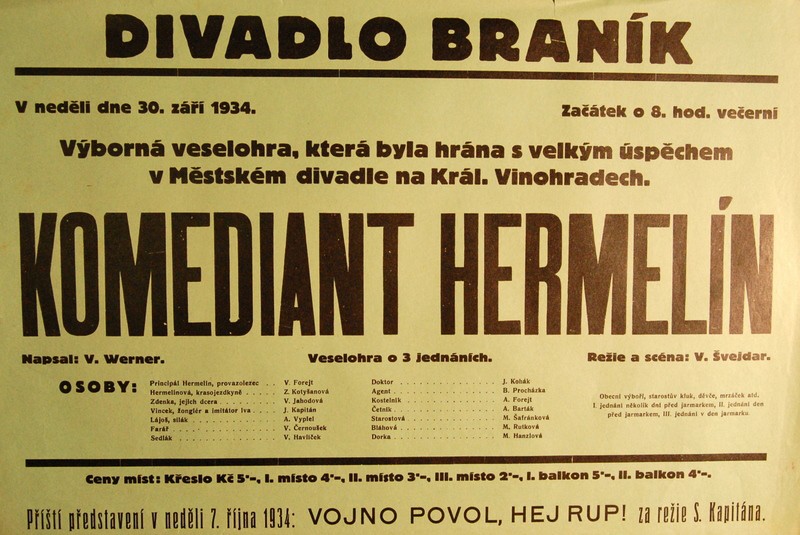 DIVADLO BRANÍK
V neděli dne 30. září 1934.
Začátek o 8. hod. večerní
Výborná veselohra, která byla hrána s velkým úspěchem
v Městském divadle na Král. Vinohradech.
KOMEDIANT HERMELÍN
Napsal: V. Werner.
Veselohra o 3 jednáních.
Režie a scéna: V. Švejdar.
OSOBY:
Principál Hermelín, provazolezec . . V. Forejt
Hermelínová, krasojezdkyně . . . . Z. Kotyšanová
Zdenka, jejich dcera . . . . V. Jahodová
Vincek, žonglér a imitátor lva . . . . J. Kapitán
Lájoš, silák . . . . A. Vyplel
Farář . . . . V. Černoušek
Sedlák . . . . V. Havlíček
Doktor . . . . J. Kohák
Agent . . . . B. Procházka
Kostelník . . . . A. Forejt
Četník . . . . A. Barták
Starostová . . . . M. Šafránková
Bláhová . . . . M. Rutková
Dorka . . . . M. Hanzlová
Obecní výboři, starostův kluk, děvče, mrzáček atd.
I. jednání několik dní před jarmarkem, II. jednání den
před jarmarkem, III. jednání v den jarmarku
Ceny míst: Křeslo Kč 5·-, I. místo 4·-, II. místo 3·-, III. místo 2·-, I. balkon 5·-, II. balkon 4·-.
Příští představení v neděli 7. října 1934: VOJNO POVOL, HEJ RUP! za režie S. Kapitána.